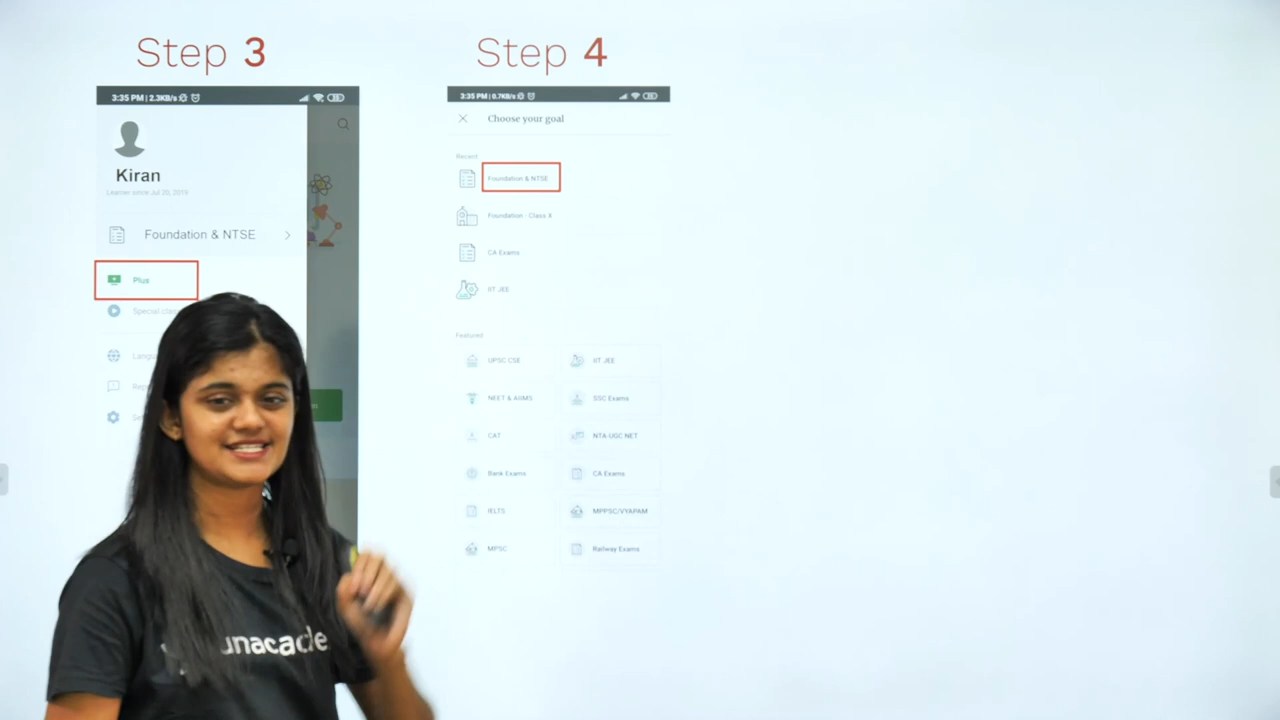 Step 3
3:35 PM | 2.3KB/s
Kiran
Learner since Jul 20, 2019
Foundation & NTSE
Plus
Special
Step 4
3:35 PM | 0.7KB/s
Choose your goal
Recent
Foundation & NTSE
Foundation - Class X
CA Exams
IIT JEE
Featured
UPSC CSE
IIT JEE
NEET & AIIMS
SSC Exams
CAT
NTA-UGC NET
Bank Exams
CA Exams
IELTS
MPPSC/VYAPAM
MPSC
Railway Exams